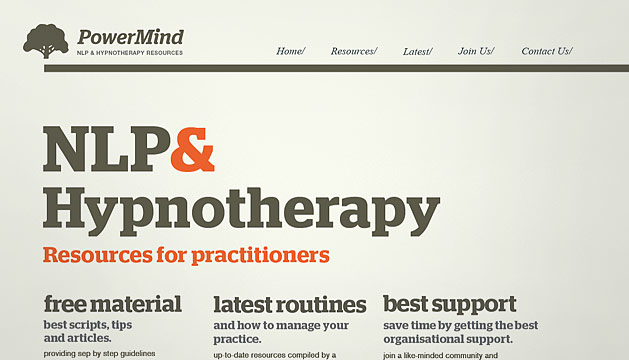 PowerMind
NLP & HYPNOTHERAPY RESOURCES
Home/ Resources/ Latest/ Join Us/ Contact Us/
NLP&
Hypnotherapy
Resources for practitioners
free material
best scripts, tips
and articles.
providing sep by step guidelines
latest routines
and how to manage your
practice.
up-to-date resources compiled by a
best support
save time by getting the best
organisational support.
join a like-minded community and